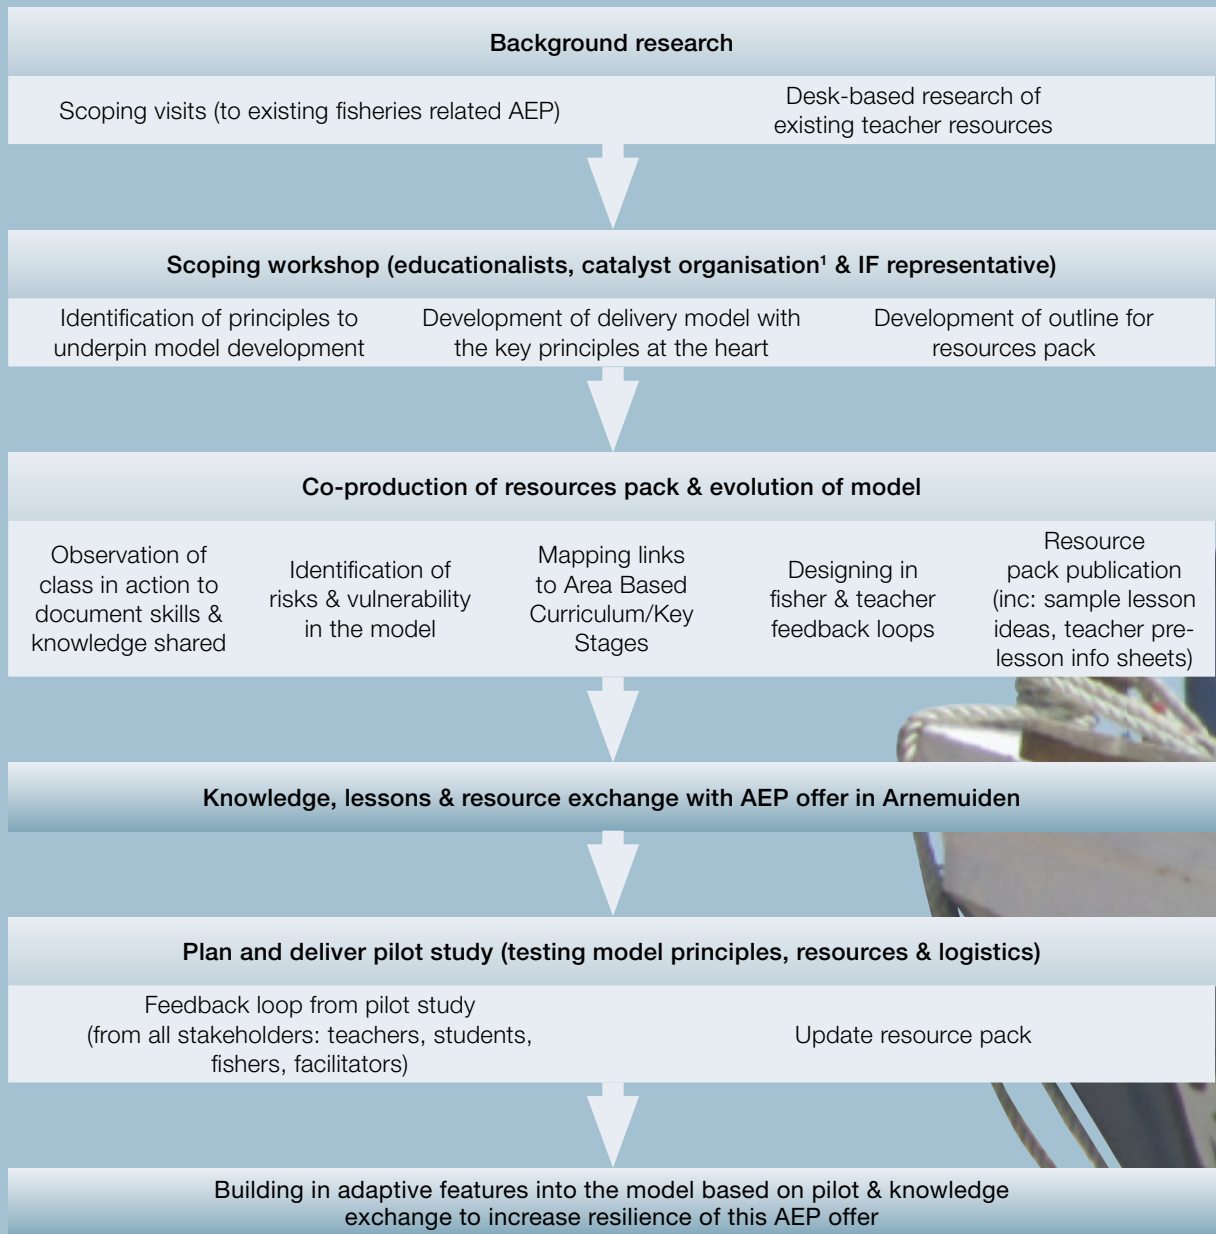 Background research
Scoping visits (to existing fisheries related AEP)
Desk-based research of
existing teacher resources
Scoping workshop (educationalists, catalyst organisation¹ & IF representative)
Identification of principles to
underpin model development
Development of delivery model with
the key principles at the heart
Development of outline for
resources pack
Co-production of resources pack & evolution of model
Observation of
class in action to
document skills &
knowledge shared
Identification of
risks & vulnerability
in the model
Mapping links
to Area Based
Curriculum/Key
Stages
Designing in
fisher & teacher
feedback loops
Resource
pack publication
(inc: sample lesson
ideas, teacher pre-
lesson info sheets)
Knowledge, lessons & resource exchange with AEP offer in Arnemuiden
Plan and deliver pilot study (testing model principles, resources & logistics)
Feedback loop from pilot study
(from all stakeholders: teachers, students,
fishers, facilitators)
Update resource pack
Building in adaptive features into the model based on pilot & knowledge
exchange to increase resilience of this AEP offer